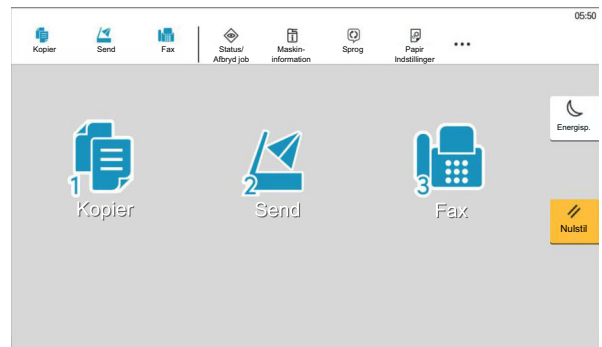 05:50
Kopier
Send
Fax
Status/
Afbryd job
Maskin-
information
Sprog
Papir
Indstillinger
Energisp.
1
Kopier
2
Send
3
Fax
Nulstil